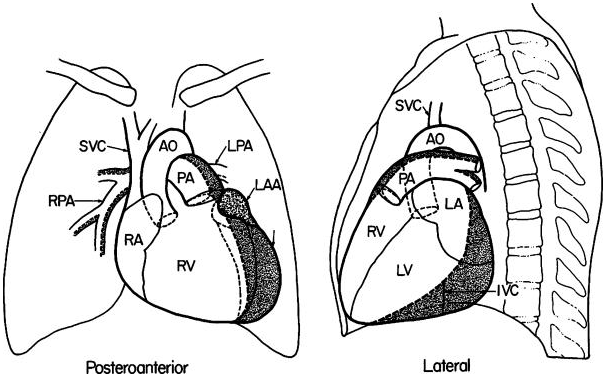 SVC
AO
LPA
PA
LAA
RPA
RA
RV
Posteroanterior
SVC
AO
PA
LA
RV
LV
IVC
Lateral